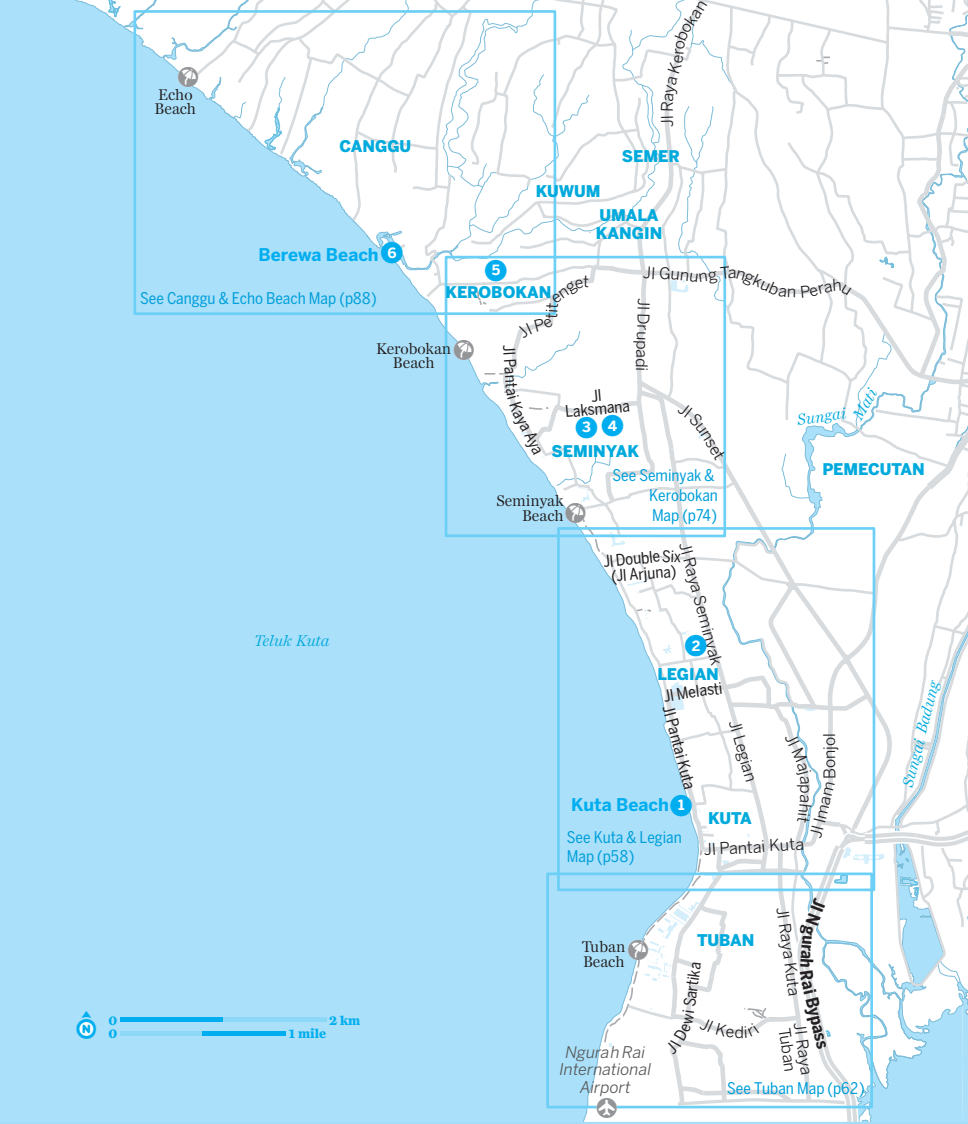 Jl Raya Kerobokan
Echo
Beach
CANGGU
SEMER
KUWUM
UMALA
KANGIN
Berewa Beach 6
5
KEROBOKAN
See Canggu & Echo Beach Map (p88)
Jl Gunung Tangkuban Perahu
Jl Petitenget
Jl Drupadi
Kerobokan
Beach
Jl Pantai Kaya Aya
Jl
Laksmana
3 4
SEMINYAK
Jl Sunset
Sungai Mati
PEMECUTAN
See Seminyak &
Kerobokan
Map (p74)
Seminyak
Beach
Jl Double Six
(Jl Arjuna)
Jl Raya Seminyak
Teluk Kuta
2
LEGIAN
Jl Melasti
Jl Pantai Kuta
Jl Legian
Jl Majapahit
Jl Imam Bonjol
Sungai Badung
Kuta Beach 1
KUTA
See Kuta & Legian
Map (p58)
Jl Pantai Kuta
Tuban
Beach
TUBAN
Jl Raya Kuta
Jl Ngurah Rai Bypass
Jl Dewi Sartika
Jl Kediri
Jl Raya
Tuban
N
0 2 km
0 1 mile
Ngurah Rai
International
Airport
See Tuban Map (p62)